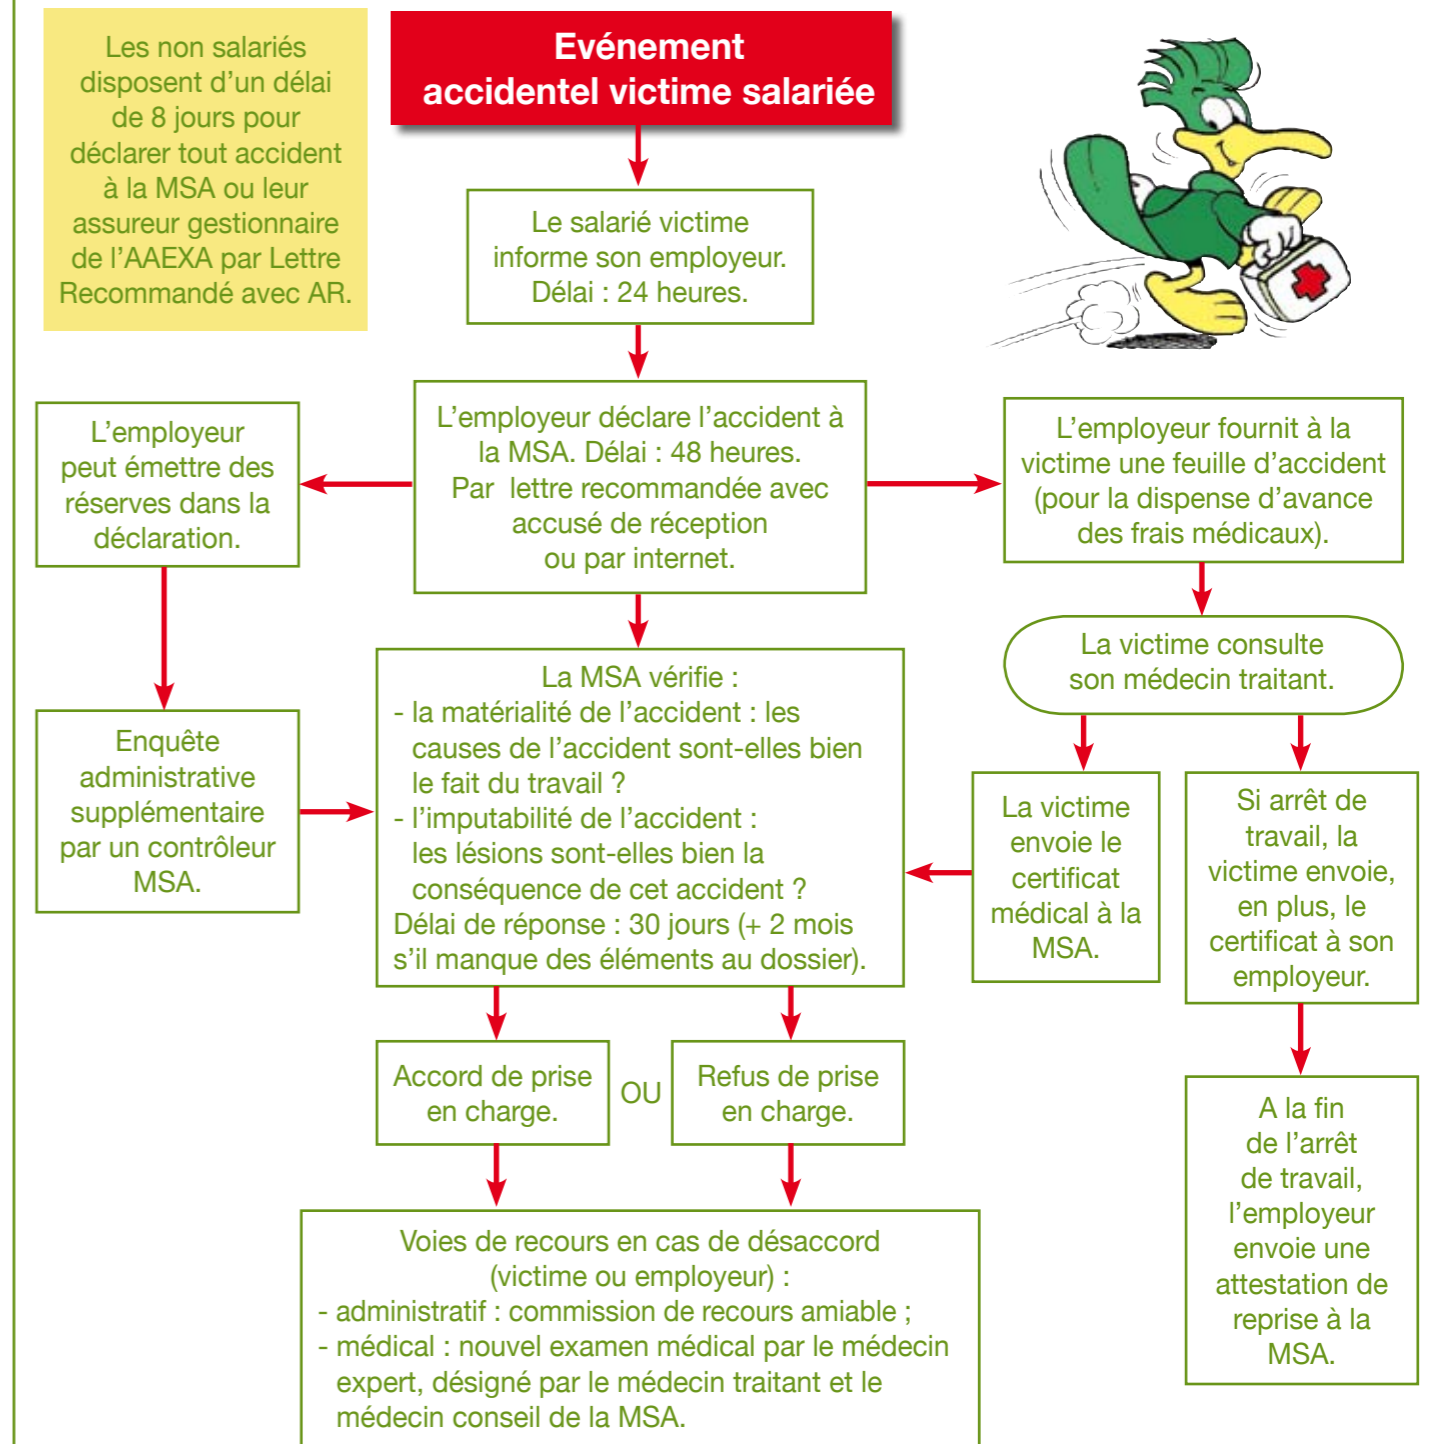 Les non salariés
disposent d'un délai
de 8 jours pour
déclarer tout accident
à la MSA ou leur
assureur gestionnaire
de l'AAEXA par Lettre
Recommandé avec AR.
Evénement
accidentel victime salariée
Le salarié victime
informe son employeur.
Délai : 24 heures.
L'employeur déclare l'accident à
la MSA. Délai : 48 heures.
Par lettre recommandée avec
accusé de réception
ou par internet.
L'employeur
peut émettre des
réserves dans la
déclaration.
L'employeur fournit à la
victime une feuille d'accident
(pour la dispense d'avance
des frais médicaux).
La victime consulte
son médecin traitant.
Enquête
administrative
supplémentaire
par un contrôleur
MSA.
La MSA vérifie :
- la matérialité de l'accident : les
causes de l'accident sont-elles bien
le fait du travail ?
- l'imputabilité de l'accident :
les lésions sont-elles bien la
conséquence de cet accident ?
Délai de réponse : 30 jours (+ 2 mois
s'il manque des éléments au dossier).
La victime
envoie le
certificat
médical à la
MSA.
Si arrêt de
travail, la
victime envoie,
en plus, le
certificat à son
employeur.
Accord de prise
en charge.
OU
Refus de prise
en charge.
A la fin
de l'arrêt
de travail,
l'employeur
envoie une
attestation de
reprise à la
MSA.
Voies de recours en cas de désaccord
(victime ou employeur) :
- administratif : commission de recours amiable ;
- médical : nouvel examen médical par le médecin
expert, désigné par le médecin traitant et le
médecin conseil de la MSA.